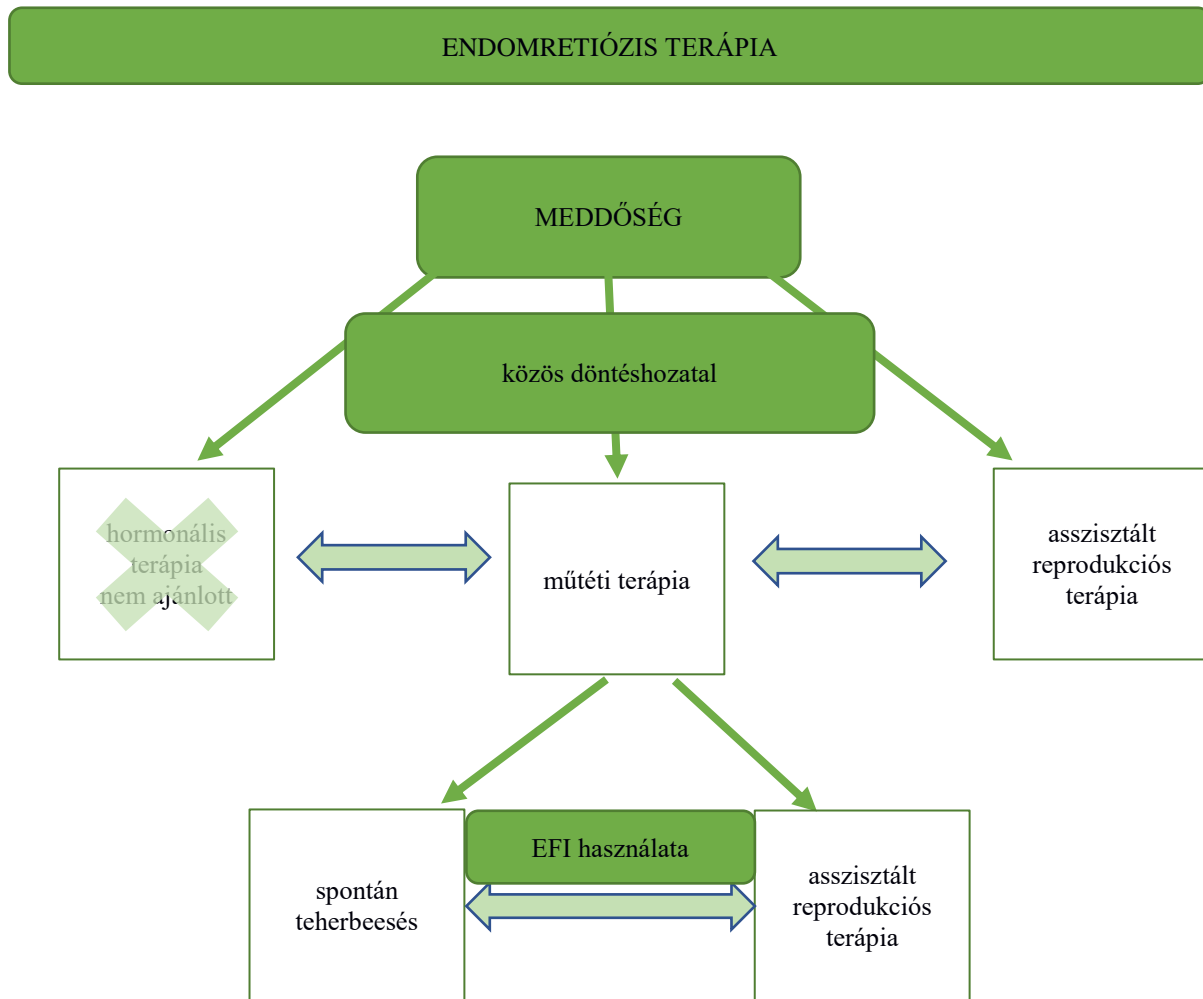 ENDOMRETIÓZIS TERÁPIA
MEDDŐSÉG
közös döntéshozatal
hormonális
terápia
nem ajánlott
műtéti terápia
asszisztált
reprodukciós
terápia
EFI használata
spontán
teherbeesés
asszisztált
reprodukciós
terápia